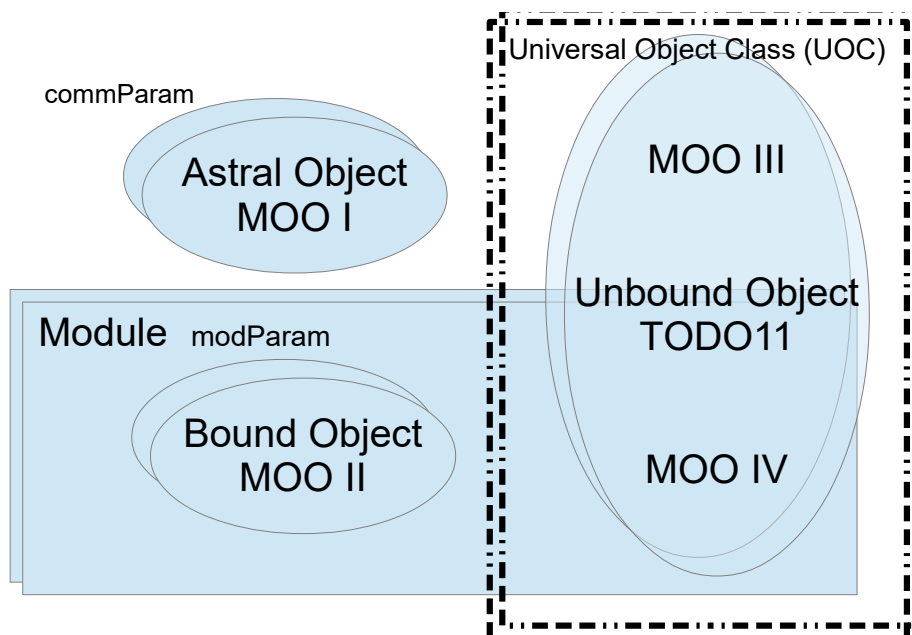 Universal Object Class (UOC)
commParam
Astral Object
MOO I
MOO III
Unbound Object
TODO11
Module modParam
Bound Object
MOO II
MOO IV